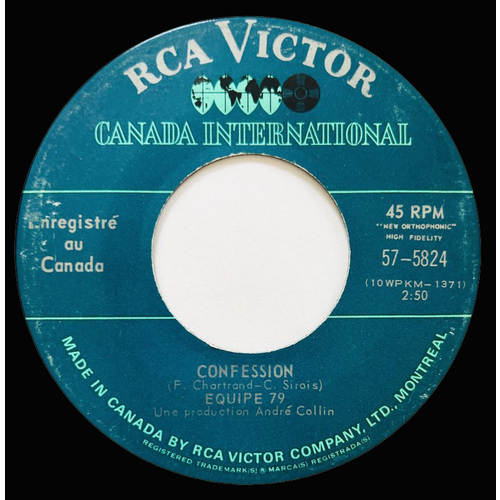 RCA VICTOR
CANADA INTERNATIONAL
Enregistré
au
Canada
45 RPM
"NEW ORTHOPHONIC"
HIGH FIDELITY
57-5824
(10WPKM-1371)
2:50
CONFESSION
(F. Chartrand-C. Sirois)
EQUIPE 79
Une production André Collin
MADE IN CANADA BY RCA VICTOR COMPANY, LTD., MONTREAL
REGISTERED TRADEMARK(S) ® MARCA(S) REGISTRADA(S)